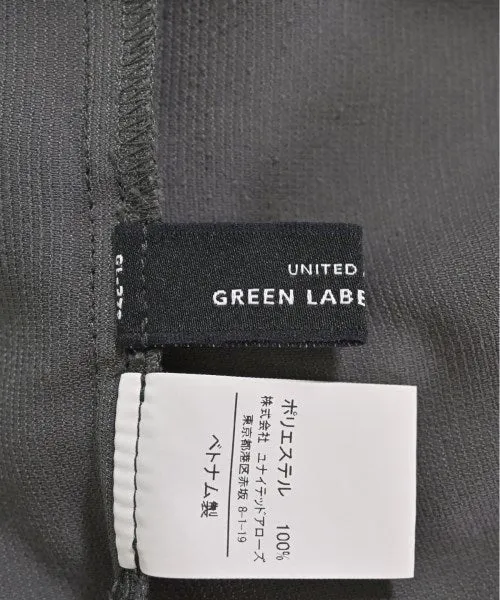 UNITED
GREEN LABE
ポリエステル 100%
株式会社 ユナイテッドアローズ
東京都港区赤坂 8-1-19
ベトナム製